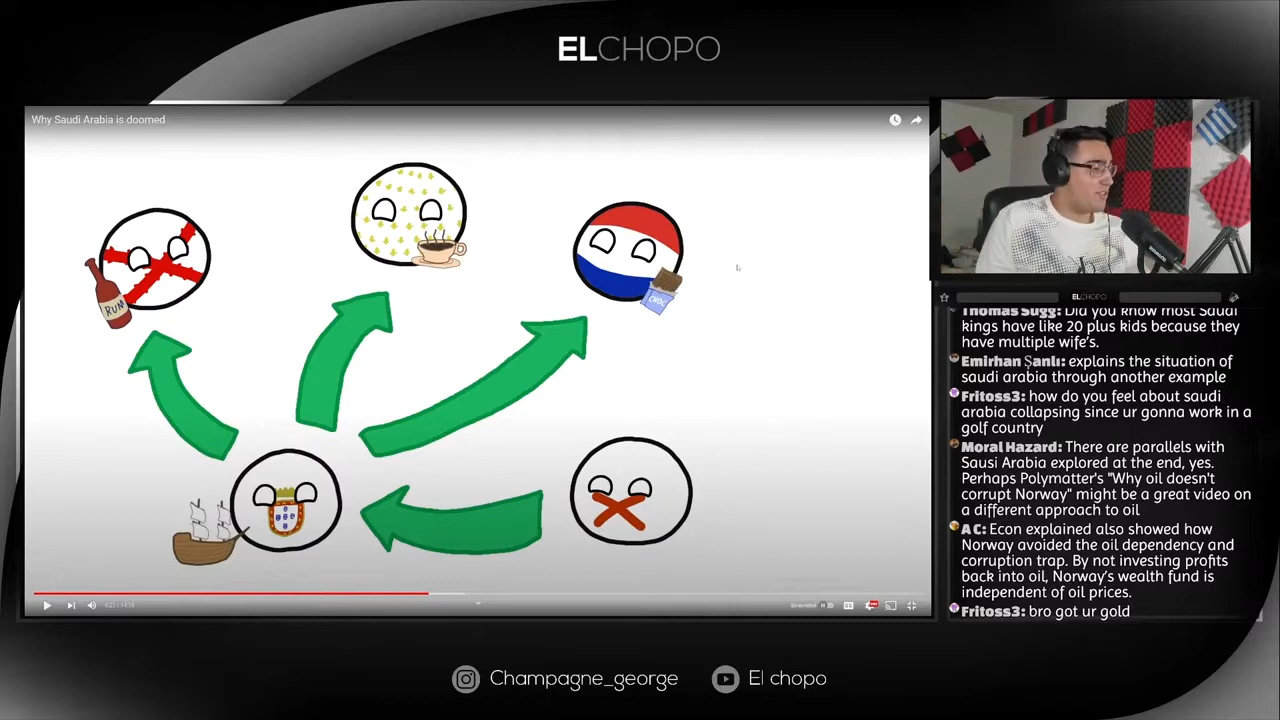 ELCHOPO
Why Saudi Arabia is doomed
RUM
CHOC
ELCHOPO
Thomas Sugg: Did you know most Saudi
kings have like 20 plus kids because they
have multiple wife's.
Emirhan Şanlı: explains the situation of
saudi arabia through another example
Fritoss3: how do you feel about saudi
arabia collapsing since ur gonna work in a
golf country
Moral Hazard: There are parallels with
Sausi Arabia explored at the end, yes.
Perhaps Polymatter's "Why oil doesn't
corrupt Norway" might be a great video on
a different approach to oil
A C: Econ explained also showed how
Norway avoided the oil dependency and
corruption trap. By not investing profits
back into oil, Norway's wealth fund is
independent of oil prices.
Fritoss3: bro got ur gold
Champagne_george
El chopo